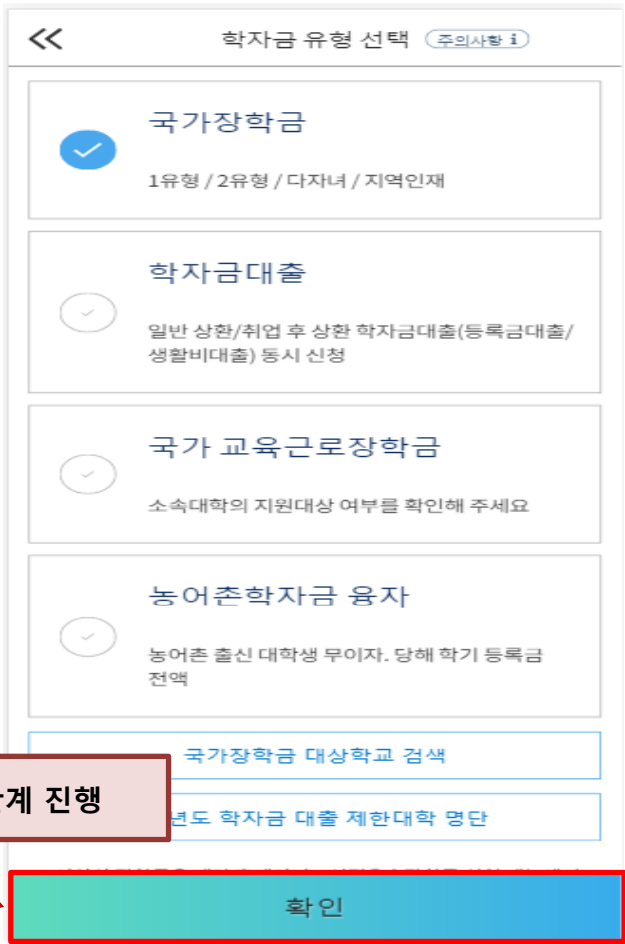 학자금 유형 선택 주의사항 i
국가장학금
1유형 / 2유형 / 다자녀 / 지역인재
학자금대출
일반 상환/취업 후 상환 학자금대출(등록금대출/
생활비대출) 동시 신청
국가 교육근로장학금
소속대학의 지원대상 여부를 확인해 주세요
농어촌학자금 융자
농어촌 출신 대학생 무이자. 당해 학기 등록금
전액
국가장학금 대상학교 검색
계 진행
년도 학자금 대출 제한대학 명단
확인